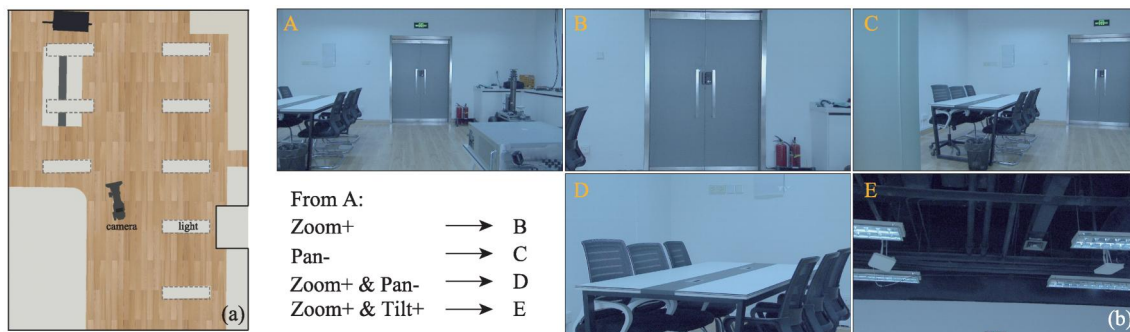 camera
light
(a)
A
B
C
From A:
Zoom+ → B
Pan- → C
Zoom+ & Pan- → D
Zoom+ & Tilt+ → E
D
E
(b)